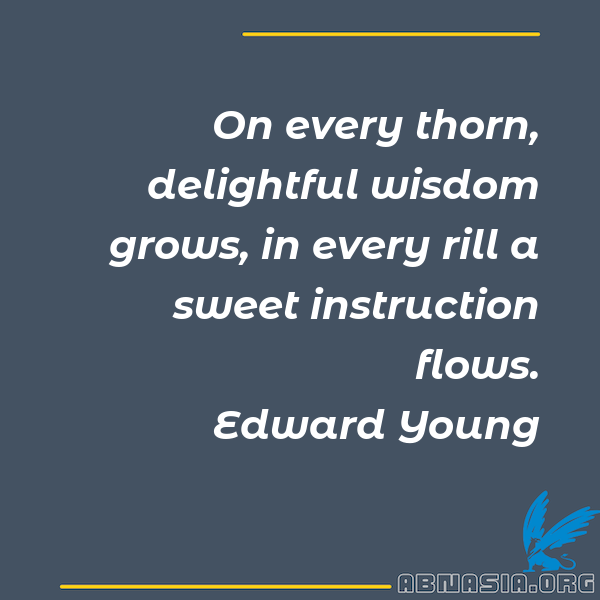 On every thorn,
delightful wisdom
grows, in every rill a
sweet instruction
flows.
Edward Young
ABNASIA.ORG